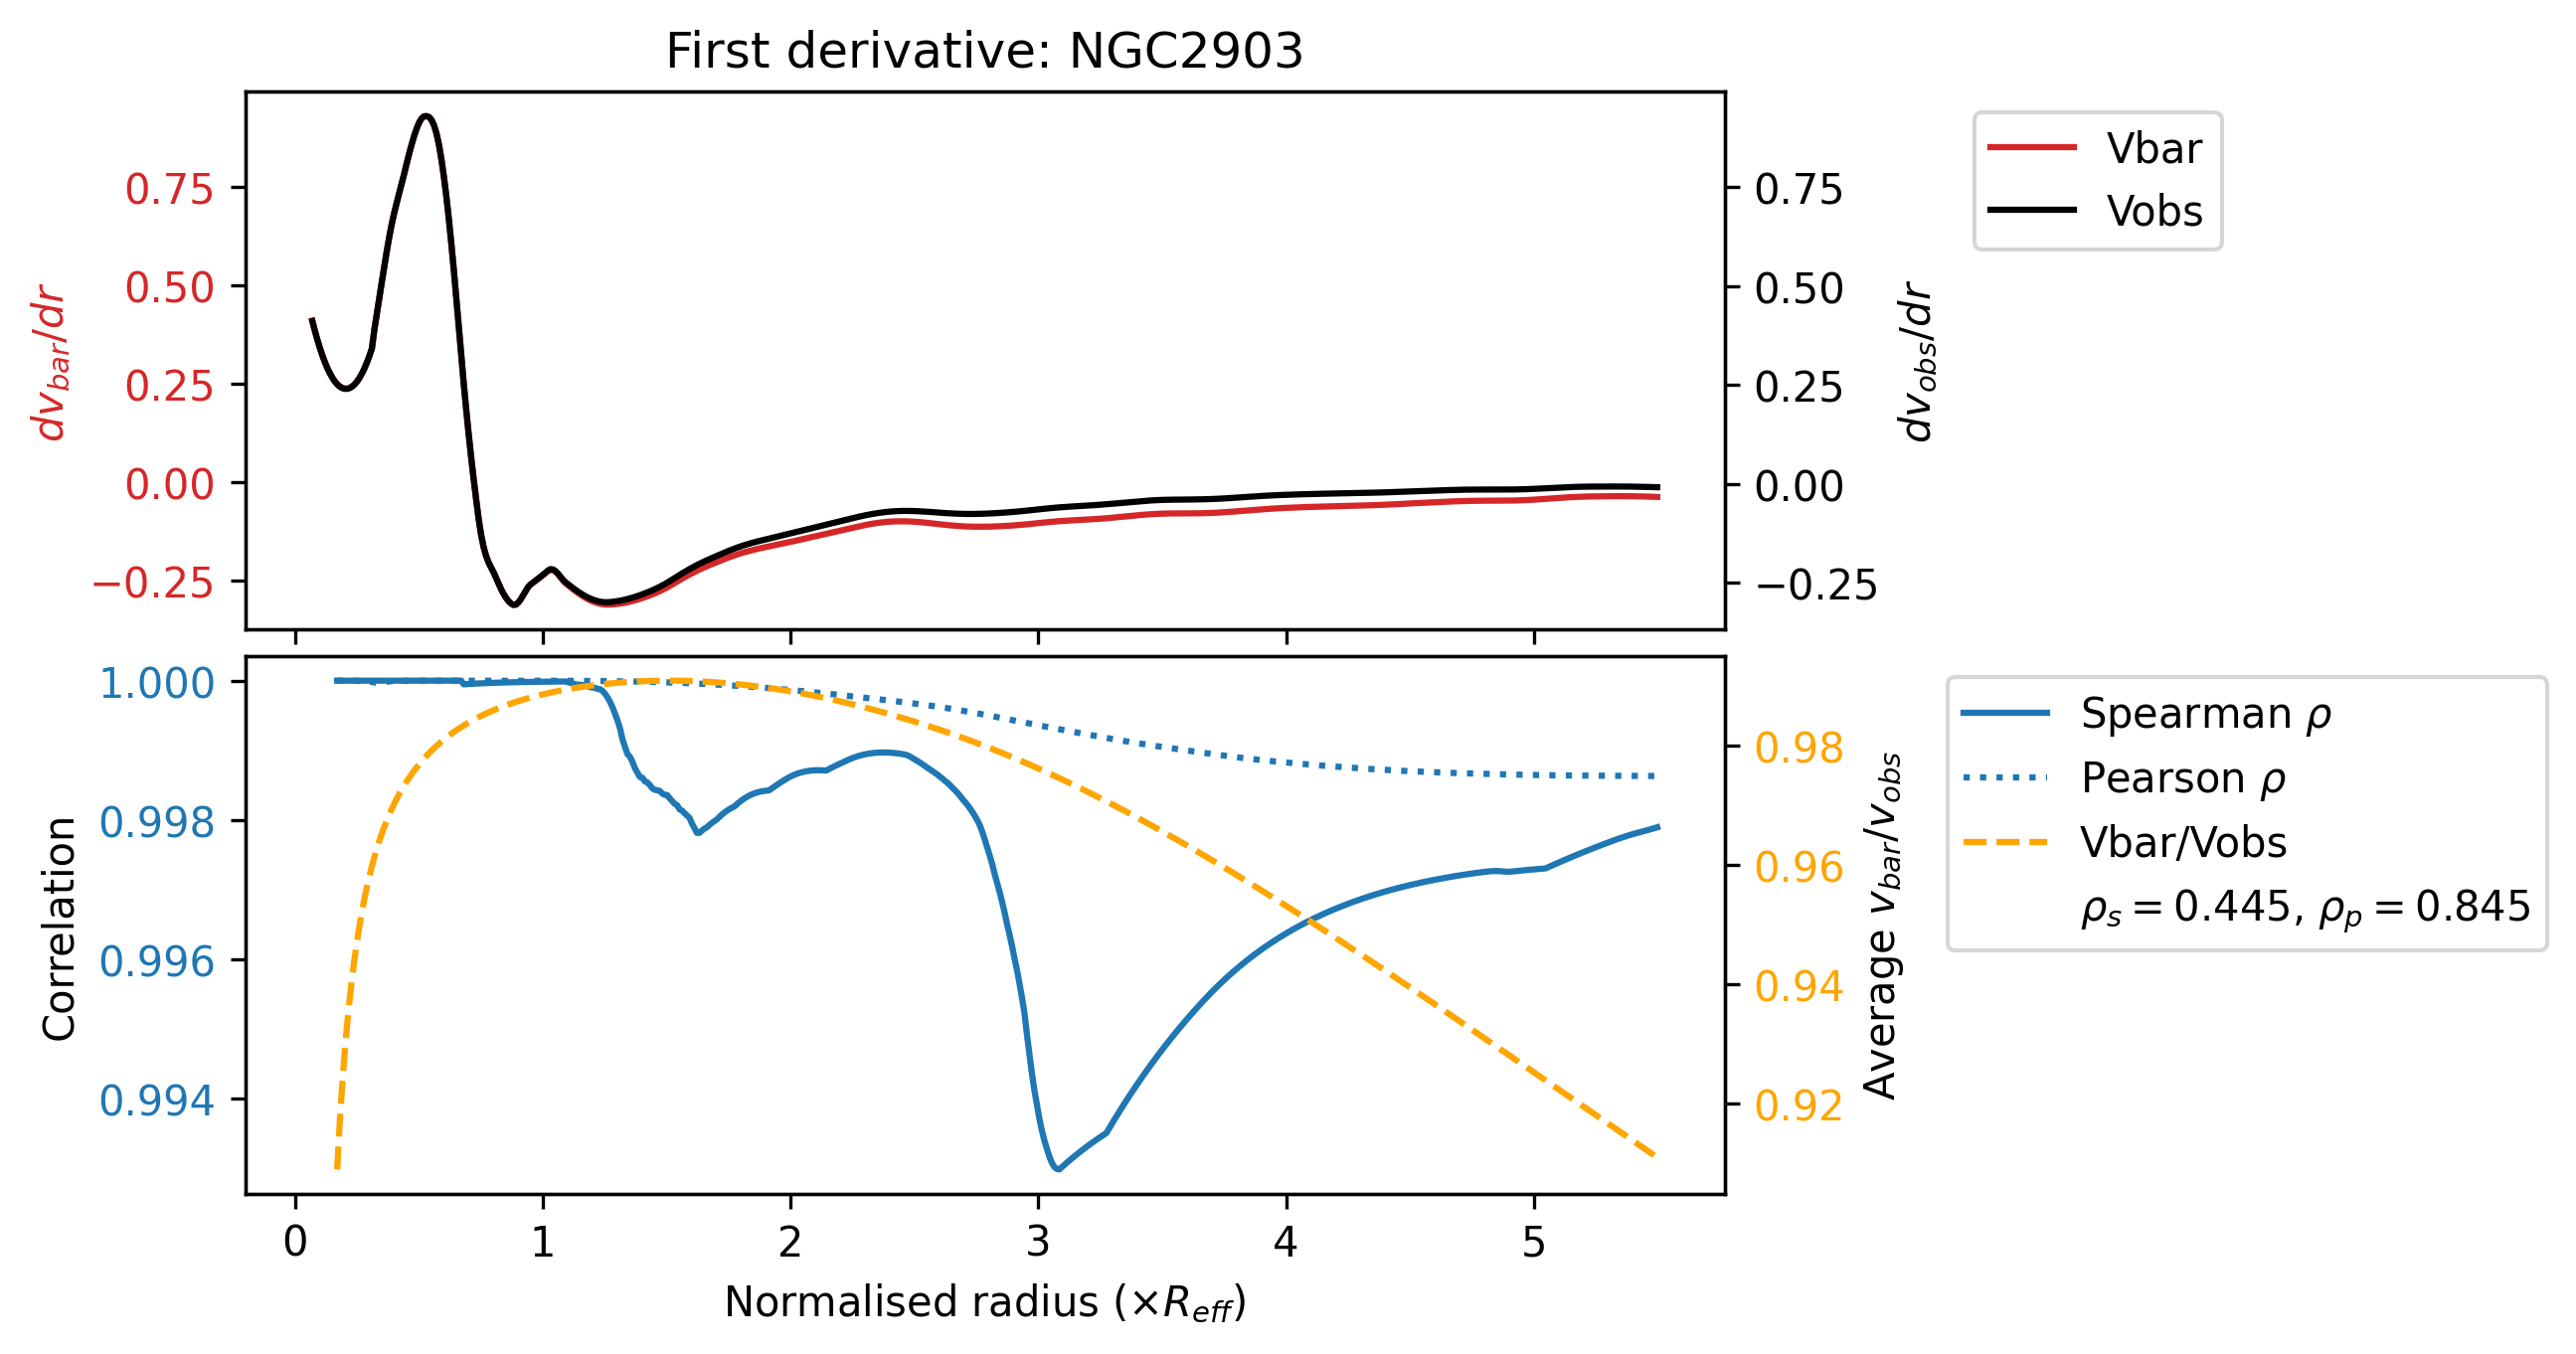 First derivative: NGC2903
0.75
0.50
0.25
0.00
−0.25
dv_bar/dr
0.75
0.50
0.25
0.00
−0.25
dv_obs/dr
Vbar
Vobs
1.000
0.998
0.996
0.994
Correlation
0.98
0.96
0.94
0.92
Average v_bar/v_obs
Spearman ρ
Pearson ρ
Vbar/Vobs
ρ_s = 0.445, ρ_p = 0.845
0 1 2 3 4 5
Normalised radius (×R_eff)